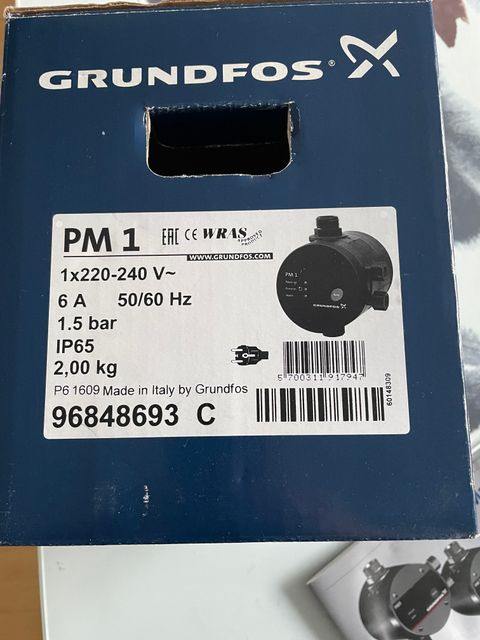 GRUNDFOS®
PM 1 EAC CE WRAS APPROVED PRODUCT
WWW.GRUNDFOS.COM
1x220-240 V~
6 A 50/60 Hz
1.5 bar
IP65
2,00 kg
P6 1609 Made in Italy by Grundfos
96848693 C
PM 1
GRUNDFOS
5 700311 917947
60148309